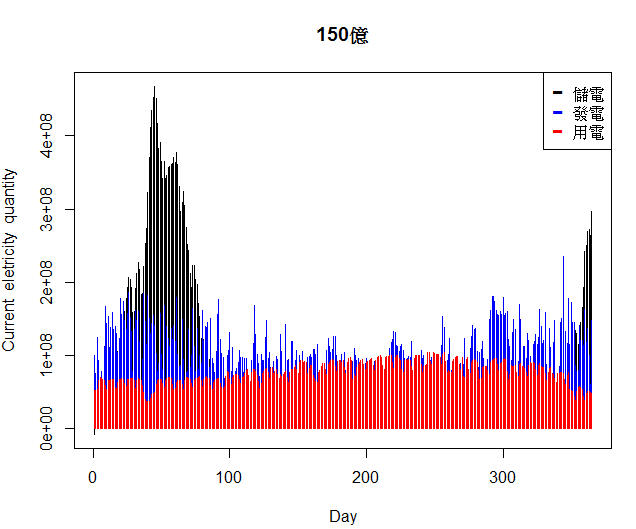 150億
儲電
發電
用電
Current eletricity quantity
0e+00 1e+08 2e+08 3e+08 4e+08
0 100 200 300
Day